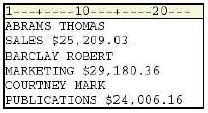 1---+----10---+----20---
ABRAMS THOMAS
SALES $25,209.03
BARCLAY ROBERT
MARKETING $29,180.36
COURTNEY MARK
PUBLICATIONS $24,006.16